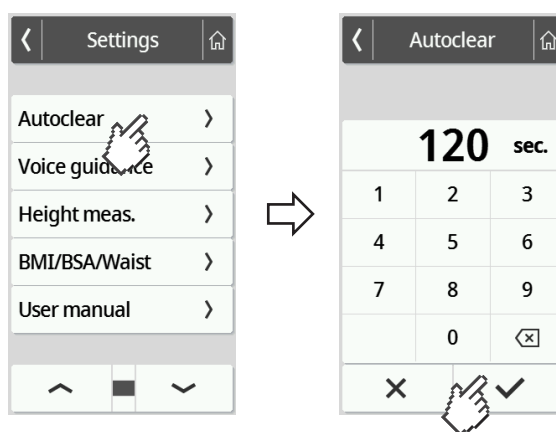 Settings
Autoclear
Voice guidance
Height meas.
BMI/BSA/Waist
User manual
Autoclear
120 sec.
1 2 3
4 5 6
7 8 9
0